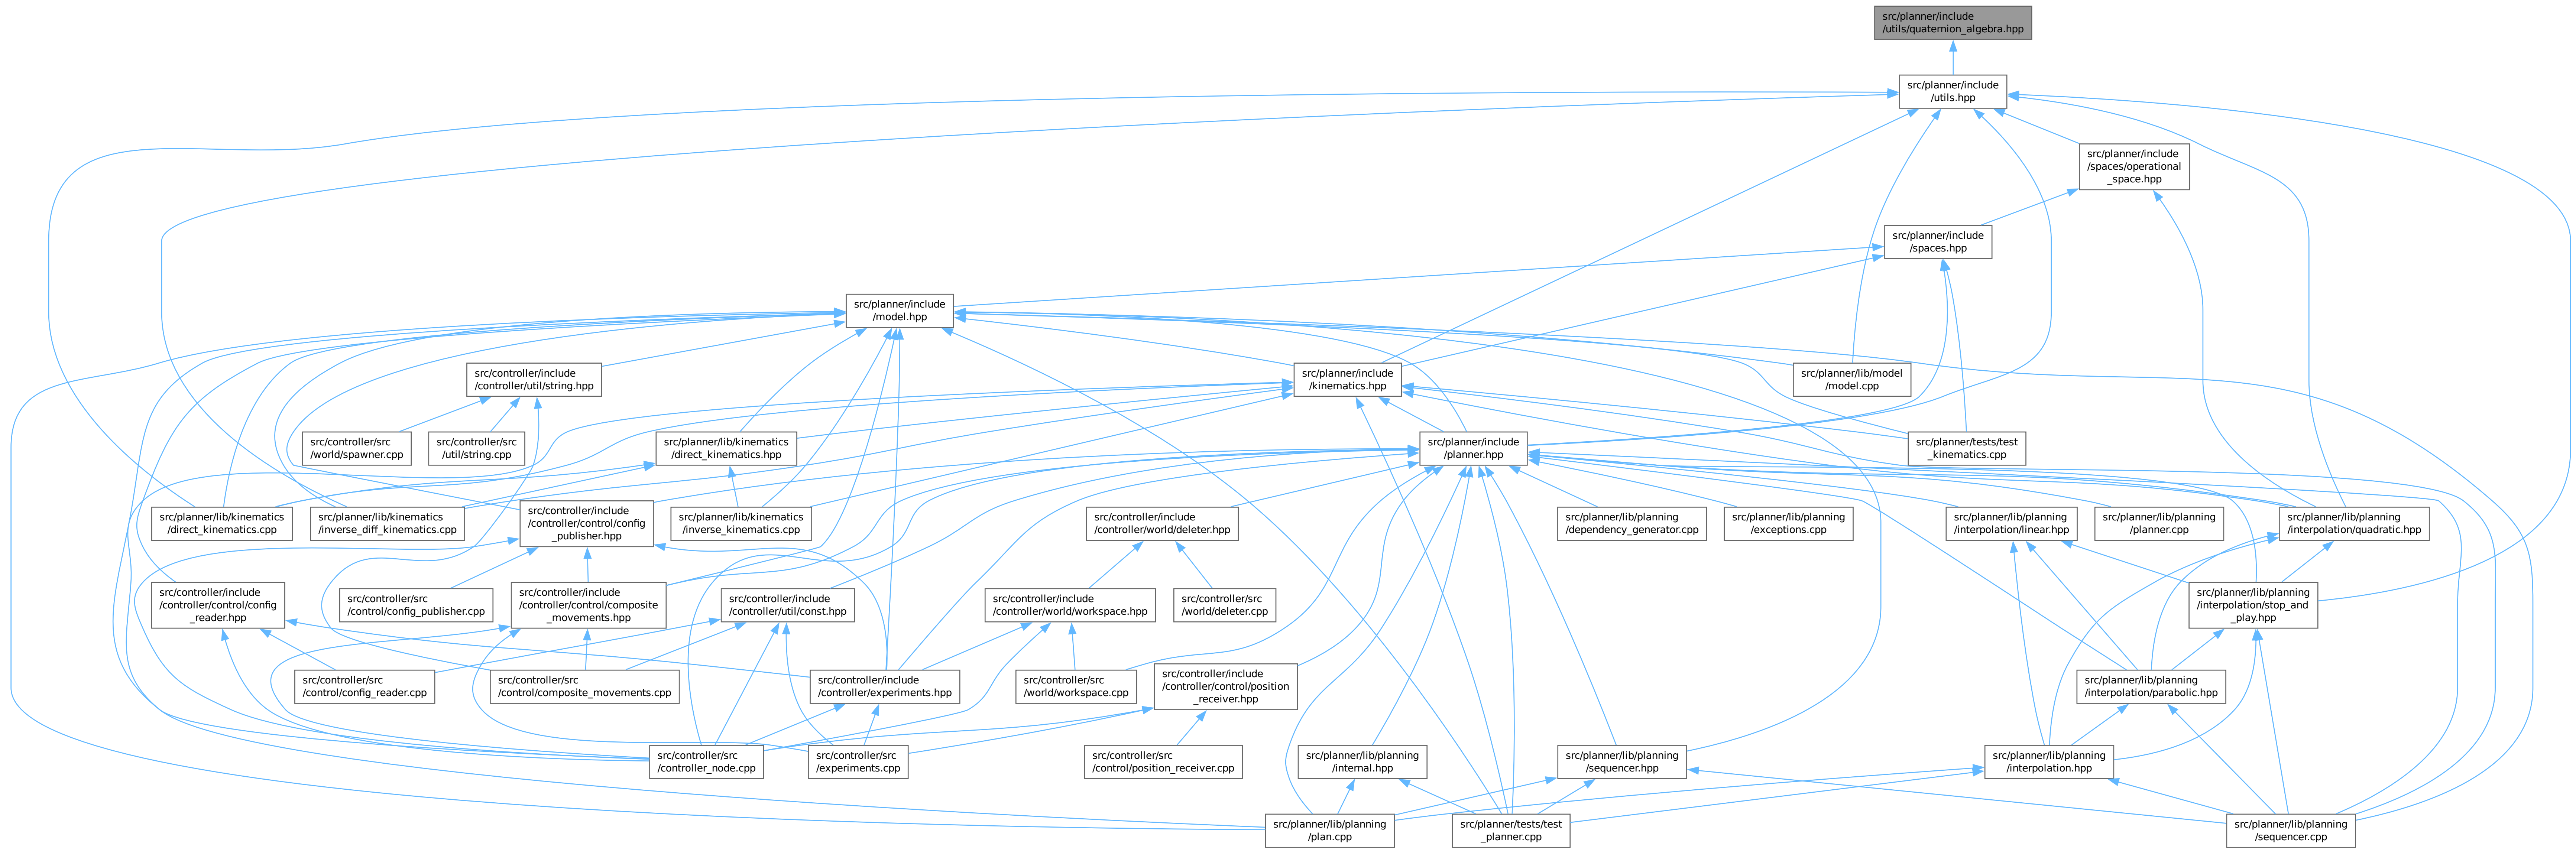 src/planner/include
/utils/quaternion_algebra.hpp
src/planner/include
/utils.hpp
src/planner/include
/spaces/operational
_space.hpp
src/planner/include
/spaces.hpp
src/planner/include
/model.hpp
src/controller/include
/controller/util/string.hpp
src/planner/include
/kinematics.hpp
src/planner/lib/model
/model.cpp
src/controller/src
/world/spawner.cpp
src/controller/src
/util/string.cpp
src/planner/lib/kinematics
/direct_kinematics.hpp
src/planner/include
/planner.hpp
src/planner/tests/test
_kinematics.cpp
src/planner/lib/kinematics
/direct_kinematics.cpp
src/planner/lib/kinematics
/inverse_diff_kinematics.cpp
src/controller/include
/controller/control/config
_publisher.hpp
src/planner/lib/kinematics
/inverse_kinematics.cpp
src/controller/include
/controller/world/deleter.hpp
src/planner/lib/planning
/dependency_generator.cpp
src/planner/lib/planning
/exceptions.cpp
src/planner/lib/planning
/interpolation/linear.hpp
src/planner/lib/planning
/planner.cpp
src/planner/lib/planning
/interpolation/quadratic.hpp
src/controller/include
/controller/control/config
_reader.hpp
src/controller/src
/control/config_publisher.cpp
src/controller/include
/controller/control/composite
_movements.hpp
src/controller/include
/controller/util/const.hpp
src/controller/include
/controller/world/workspace.hpp
src/controller/src
/world/deleter.cpp
src/planner/lib/planning
/interpolation/stop_and
_play.hpp
src/controller/src
/control/config_reader.cpp
src/controller/src
/control/composite_movements.cpp
src/controller/include
/controller/experiments.hpp
src/controller/src
/world/workspace.cpp
src/controller/include
/controller/control/position
_receiver.hpp
src/planner/lib/planning
/interpolation/parabolic.hpp
src/controller/src
/controller_node.cpp
src/controller/src
/experiments.cpp
src/controller/src
/control/position_receiver.cpp
src/planner/lib/planning
/internal.hpp
src/planner/lib/planning
/sequencer.hpp
src/planner/lib/planning
/interpolation.hpp
src/planner/lib/planning
/plan.cpp
src/planner/tests/test
_planner.cpp
src/planner/lib/planning
/sequencer.cpp